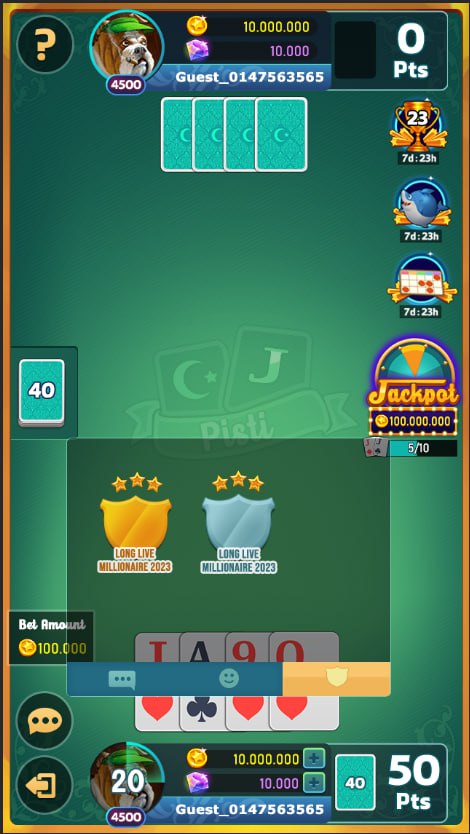 ?
10.000.000
10.000
Guest_0147563565
4500
0
Pts
23
7d:23h
7d:23h
7d:23h
40
J
Pisti
Jackpot
100.000.000
5/10
LONG LIVE
MILLIONAIRE 2023
LONG LIVE
MILLIONAIRE 2023
Bet Amount
100.000
J A 9 Q
20
10.000.000
10.000
Guest_0147563565
4500
40
50
Pts